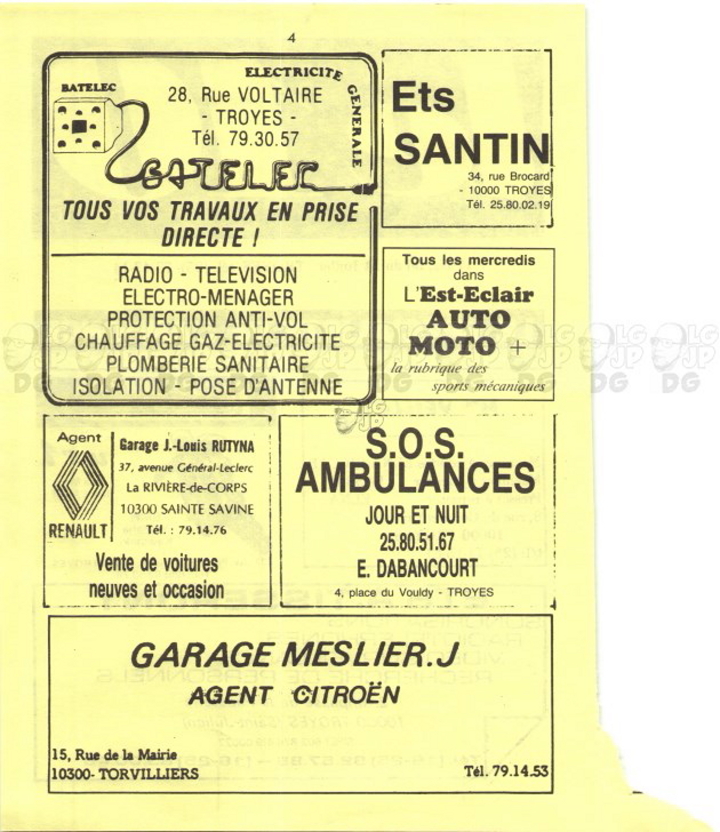 4
BATELEC
ELECTRICITE GENERALE
28, Rue VOLTAIRE
- TROYES -
Tél. 79.30.57
BATELEC
TOUS VOS TRAVAUX EN PRISE
DIRECTE !
RADIO - TELEVISION
ELECTRO-MENAGER
PROTECTION ANTI-VOL
CHAUFFAGE GAZ-ELECTRICITE
PLOMBERIE SANITAIRE
ISOLATION - POSE D'ANTENNE
Ets
SANTIN
34, rue Brocard
- 10000 TROYES
Tél. 25.80.02.19
Tous les mercredis
dans
L'Est-Eclair
AUTO
MOTO +
la rubrique des
sports mécaniques
Agent
RENAULT
Garage J.-Louis RUTYNA
37, avenue Général-Leclerc
La RIVIÈRE-de-CORPS
10300 SAINTE SAVINE
Tél. : 79.14.76
Vente de voitures
neuves et occasion
S.O.S.
AMBULANCES
JOUR ET NUIT
25.80.51.67
E. DABANCOURT
4, place du Vouldy - TROYES
GARAGE MESLIER.J
AGENT CITROËN
15, Rue de la Mairie
10300- TORVILLIERS
Tél. 79.14.53